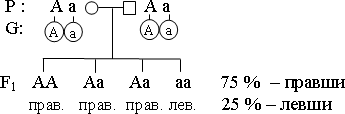 P : A a A a
G: A a A a
F1 AA Aa Aa aa 75 % – правши
прав. прав. прав. лев. 25 % – левши